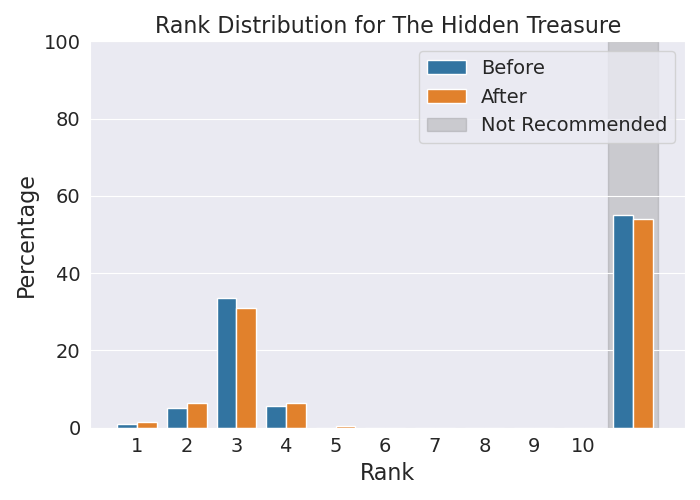 Rank Distribution for The Hidden Treasure
100
80
60
40
20
0
Percentage
Before
After
Not Recommended
1 2 3 4 5 6 7 8 9 10
Rank